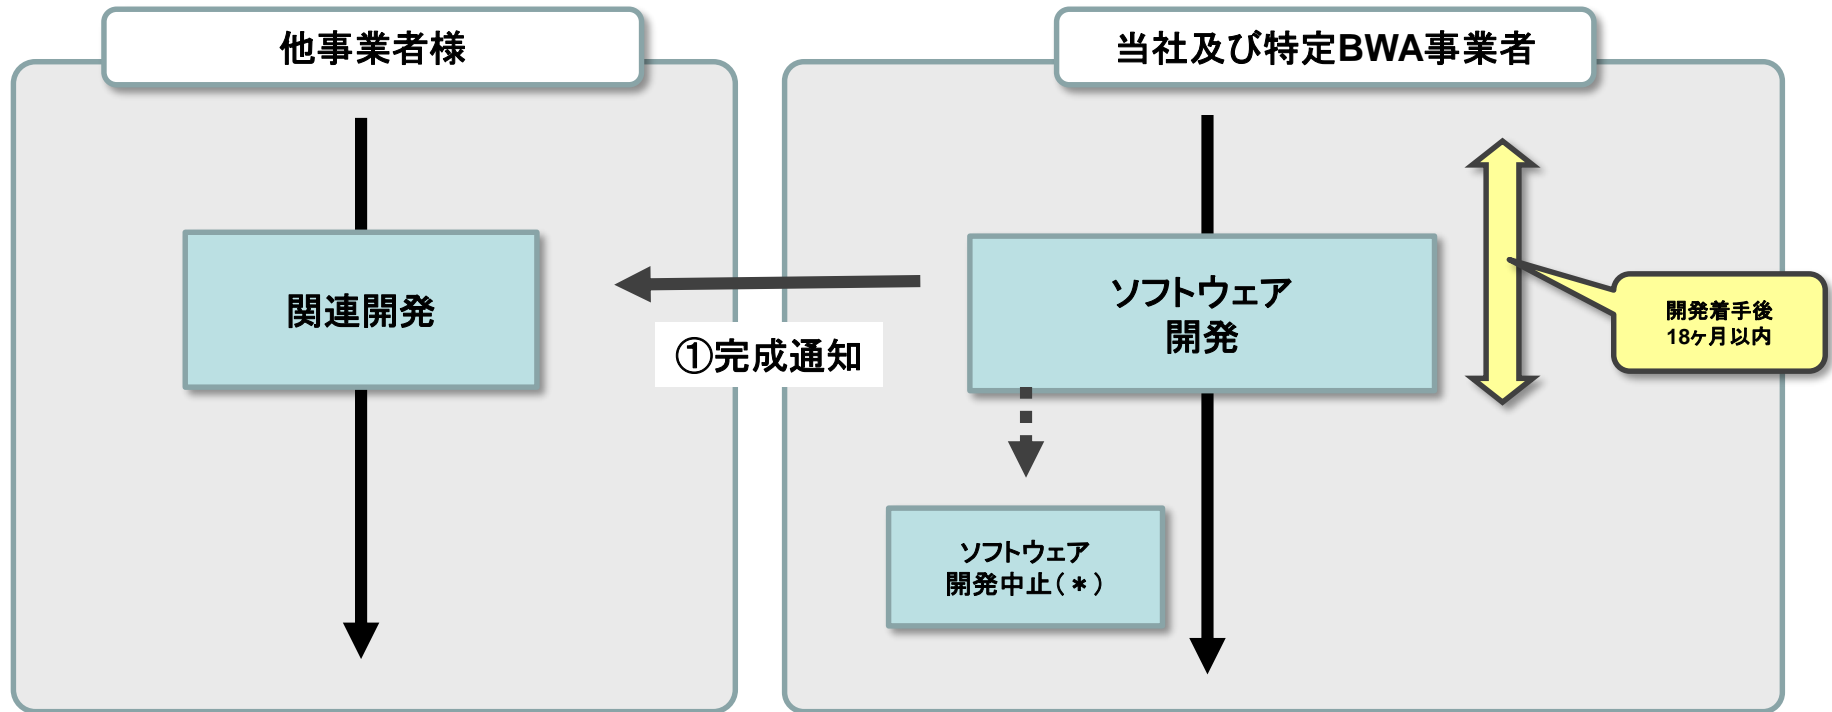 他事業者様
当社及び特定BWA事業者
関連開発
①完成通知
ソフトウェア
開発
開発着手後
18ヶ月以内
ソフトウェア
開発中止(＊)